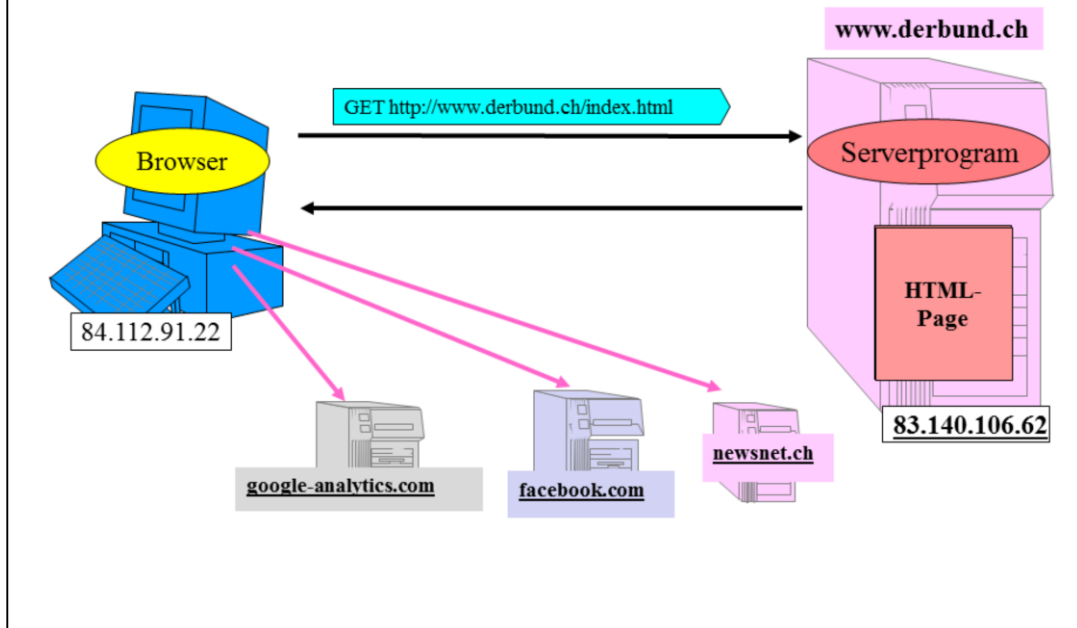 www.derbund.ch
GET http://www.derbund.ch/index.html
Browser
Serverprogram
HTML-
Page
84.112.91.22
83.140.106.62
newsnet.ch
google-analytics.com
facebook.com